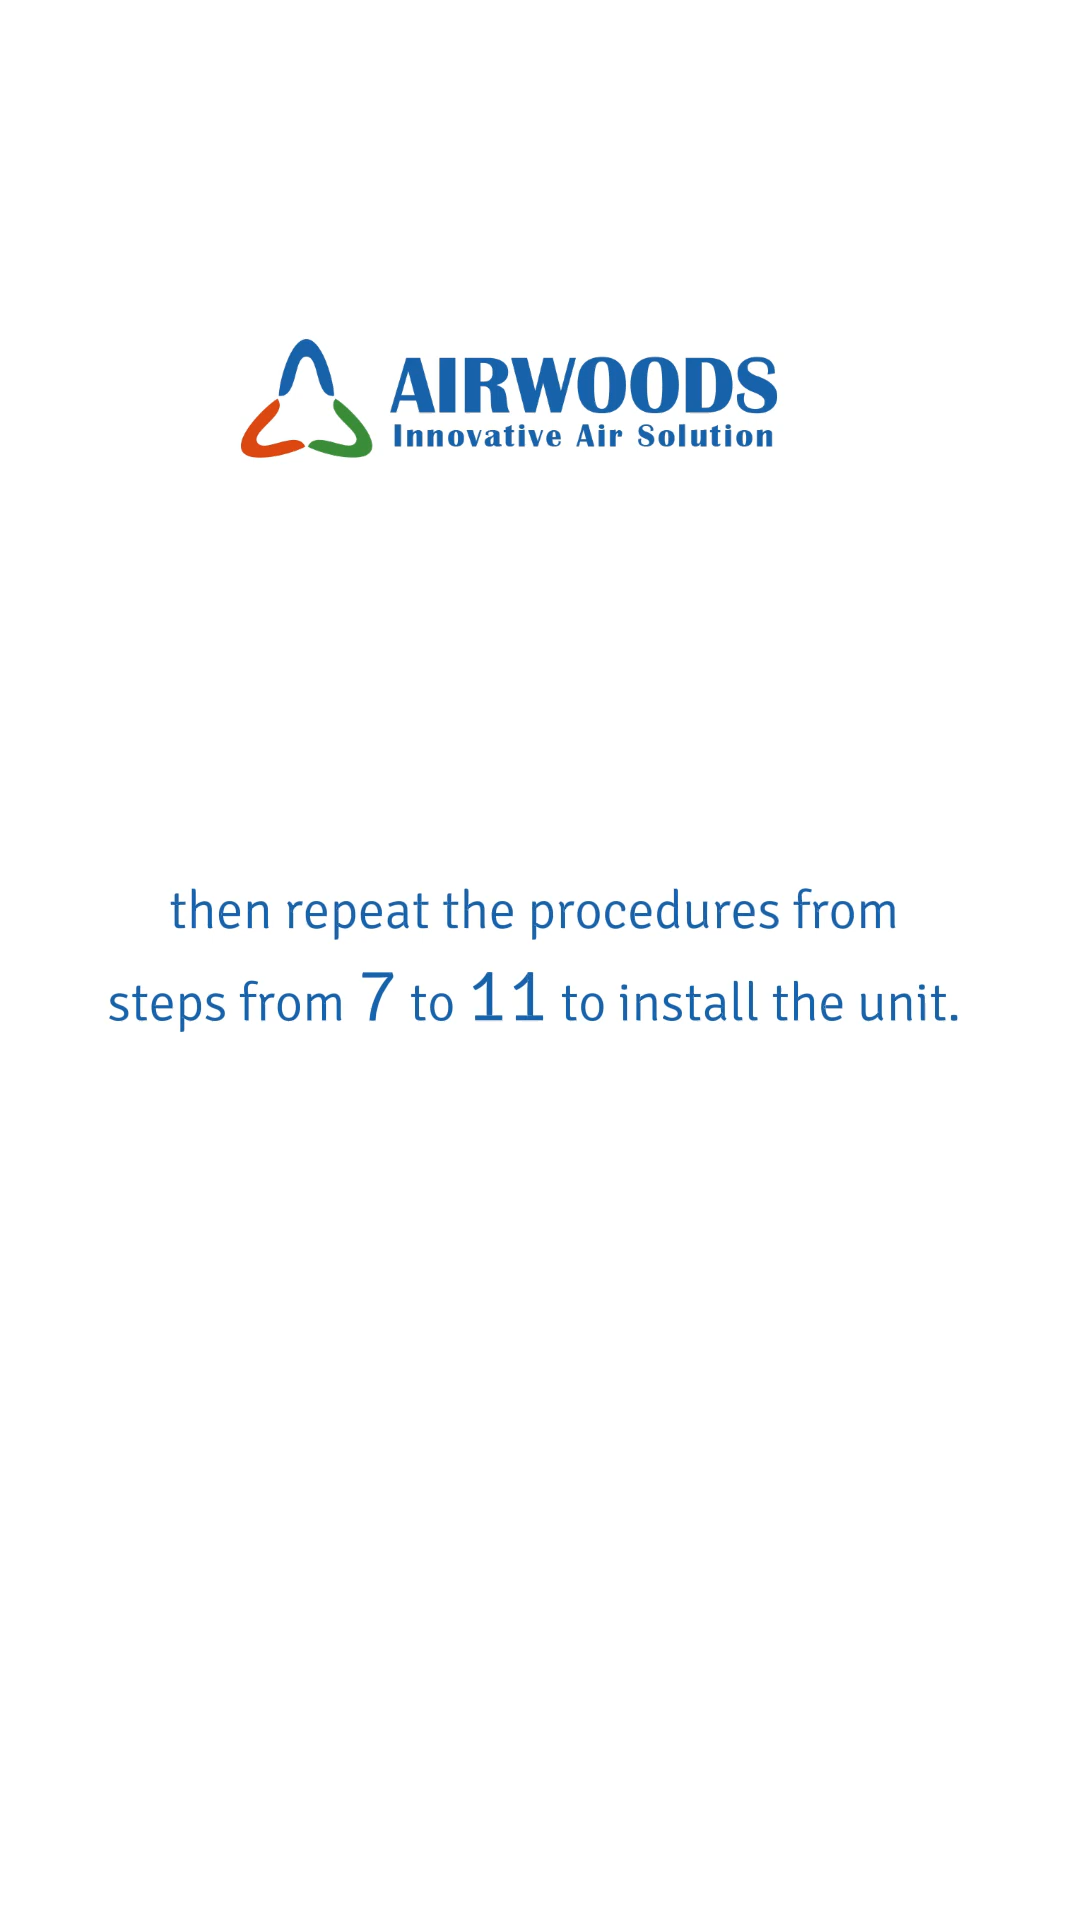 AIRWOODS
Innovative Air Solution
then repeat the procedures from
steps from 7 to 11 to install the unit.